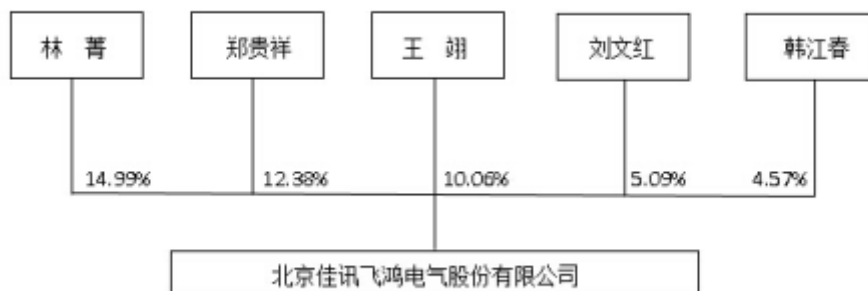 林 菁 郑贵祥 王 翊 刘文红 韩江春
14.99% 12.38% 10.06% 5.09% 4.57%
北京佳讯飞鸿电气股份有限公司